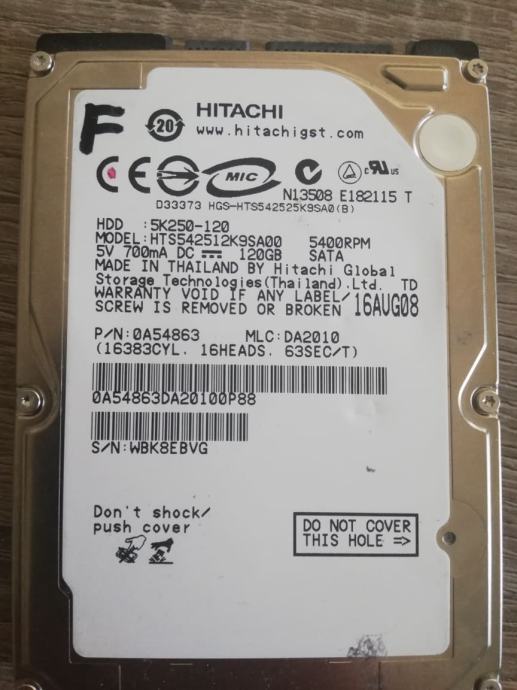 F
20
HITACHI
www.hitachigst.com
CE
MIC
C
c RU us
N13508 E182115 T
D33373 HGS-HTS542525K9SA0(B)
HDD :5K250-120
MODEL:HTS542512K9SA00 5400RPM
5V 700mA DC 120GB SATA
MADE IN THAILAND BY Hitachi Global
Storage Technologies(Thailand).Ltd. TD
WARRANTY VOID IF ANY LABEL/
SCREW IS REMOVED OR BROKEN 16AUG08
P/N:0A54863 MLC:DA2010
(16383CYL. 16HEADS. 63SEC/T)
0A54863DA20100P88
S/N:WBK8EBVG
Don't shock/
push cover
DO NOT COVER
THIS HOLE =>